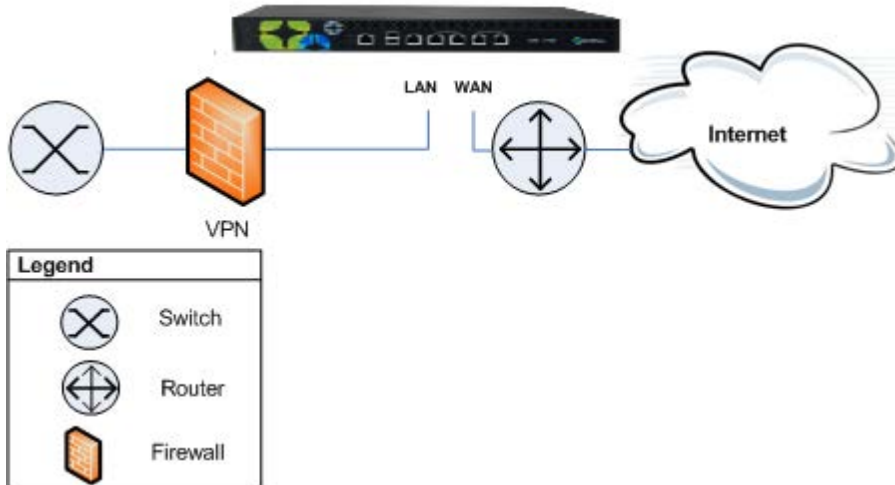 LAN WAN
Internet
VPN
Legend
Switch
Router
Firewall